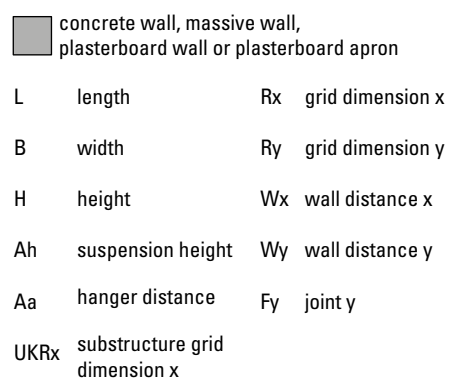 concrete wall, massive wall,
plasterboard wall or plasterboard apron
L length Rx grid dimension x
B width Ry grid dimension y
H height Wx wall distance x
Ah suspension height Wy wall distance y
Aa hanger distance Fy joint y
UKRx substructure grid
dimension x